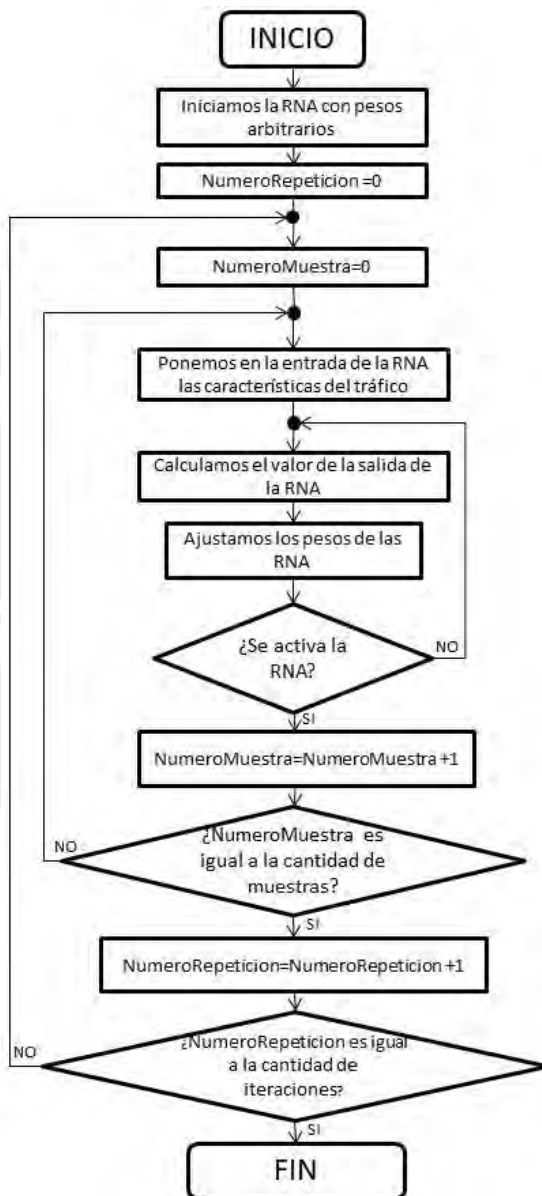 INICIO
Iniciamos la RNA con pesos
arbitrarios
NumeroRepeticion =0
NumeroMuestra=0
Ponemos en la entrada de la RNA
las características del tráfico
Calculamos el valor de la salida de
la RNA
Ajustamos los pesos de las
RNA
¿Se activa la
RNA?
NO
SI
NumeroMuestra=NumeroMuestra +1
¿NumeroMuestra es
igual a la cantidad de
muestras?
NO
SI
NumeroRepeticion=NumeroRepeticion +1
¿NumeroRepeticion es igual
a la cantidad de
iteraciones?
NO
SI
FIN